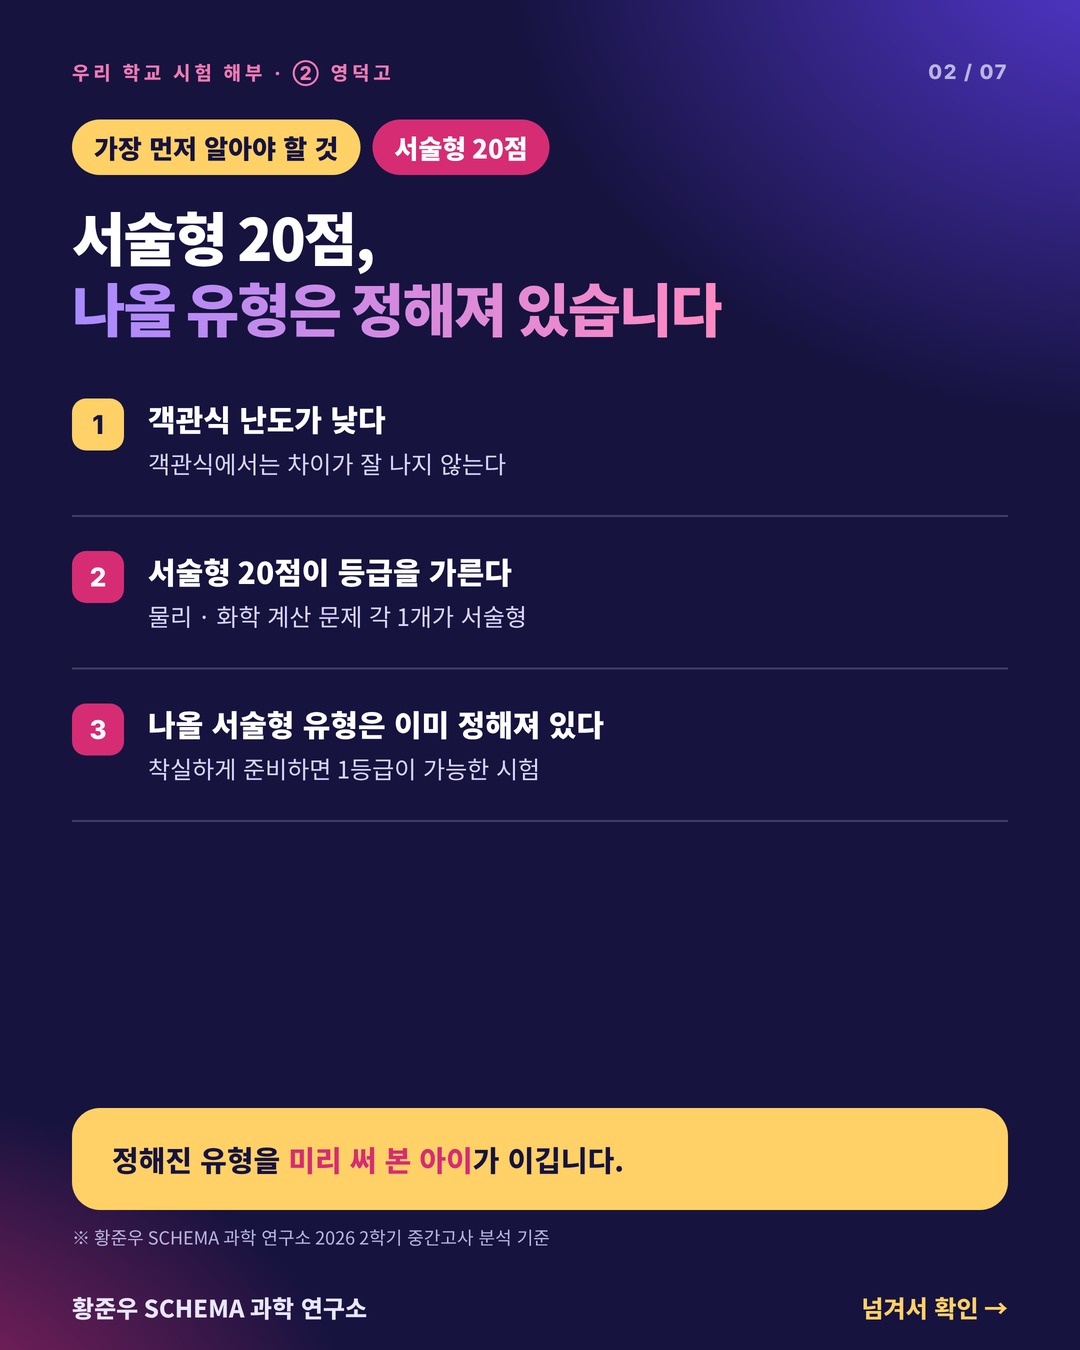 우리 학교 시험 해부 · ② 영덕고
02 / 07
가장 먼저 알아야 할 것
서술형 20점
서술형 20점,
나올 유형은 정해져 있습니다
1
객관식 난도가 낮다
객관식에서는 차이가 잘 나지 않는다
2
서술형 20점이 등급을 가른다
물리 · 화학 계산 문제 각 1개가 서술형
3
나올 서술형 유형은 이미 정해져 있다
착실하게 준비하면 1등급이 가능한 시험
정해진 유형을 미리 써 본 아이가 이깁니다.
※ 황준우 SCHEMA 과학 연구소 2026 2학기 중간고사 분석 기준
황준우 SCHEMA 과학 연구소
넘겨서 확인 →